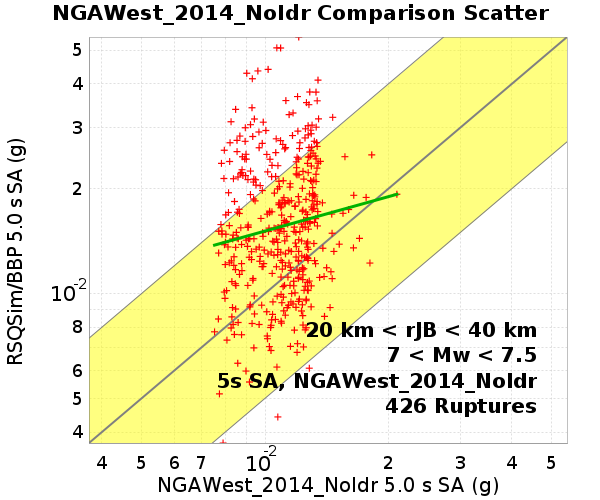 NGAWest_2014_NoIdr Comparison Scatter
RSQSim/BBP 5.0 s SA (g)
5
4
3
2
10^-2
8
6
5
4
20 km < rJB < 40 km
7 < Mw < 7.5
5s SA, NGAWest_2014_NoIdr
426 Ruptures
4 5 6 7 10^-2 2 3 4 5
NGAWest_2014_NoIdr 5.0 s SA (g)